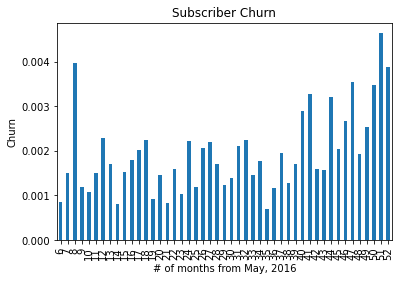 Subscriber Churn
0.004
0.003
0.002
0.001
0.000
Churn
6 7 8 9 10 11 12 13 14 15 16 17 18 19 20 22 23 24 25 26 27 28 29 30 31 32 33 34 35 36 37 38 39 40 41 42 43 44 45 46 47 48 49 50 51 52
# of months from May, 2016